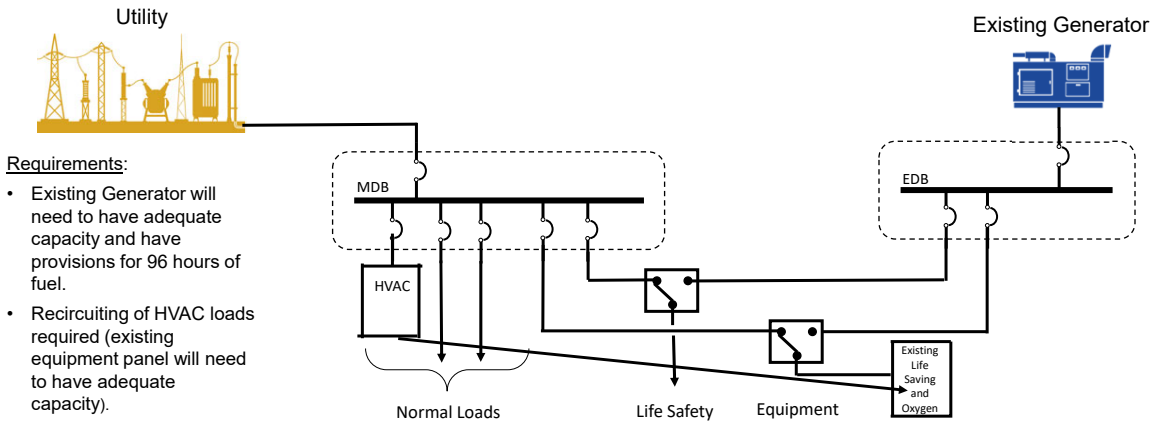 Utility
Existing Generator
Requirements:
• Existing Generator will
need to have adequate
capacity and have
provisions for 96 hours of
fuel.
• Recircuiting of HVAC loads
required (existing
equipment panel will need
to have adequate
capacity).
MDB
EDB
HVAC
Existing
Life
Saving
and
Oxygen
Normal Loads
Life Safety
Equipment